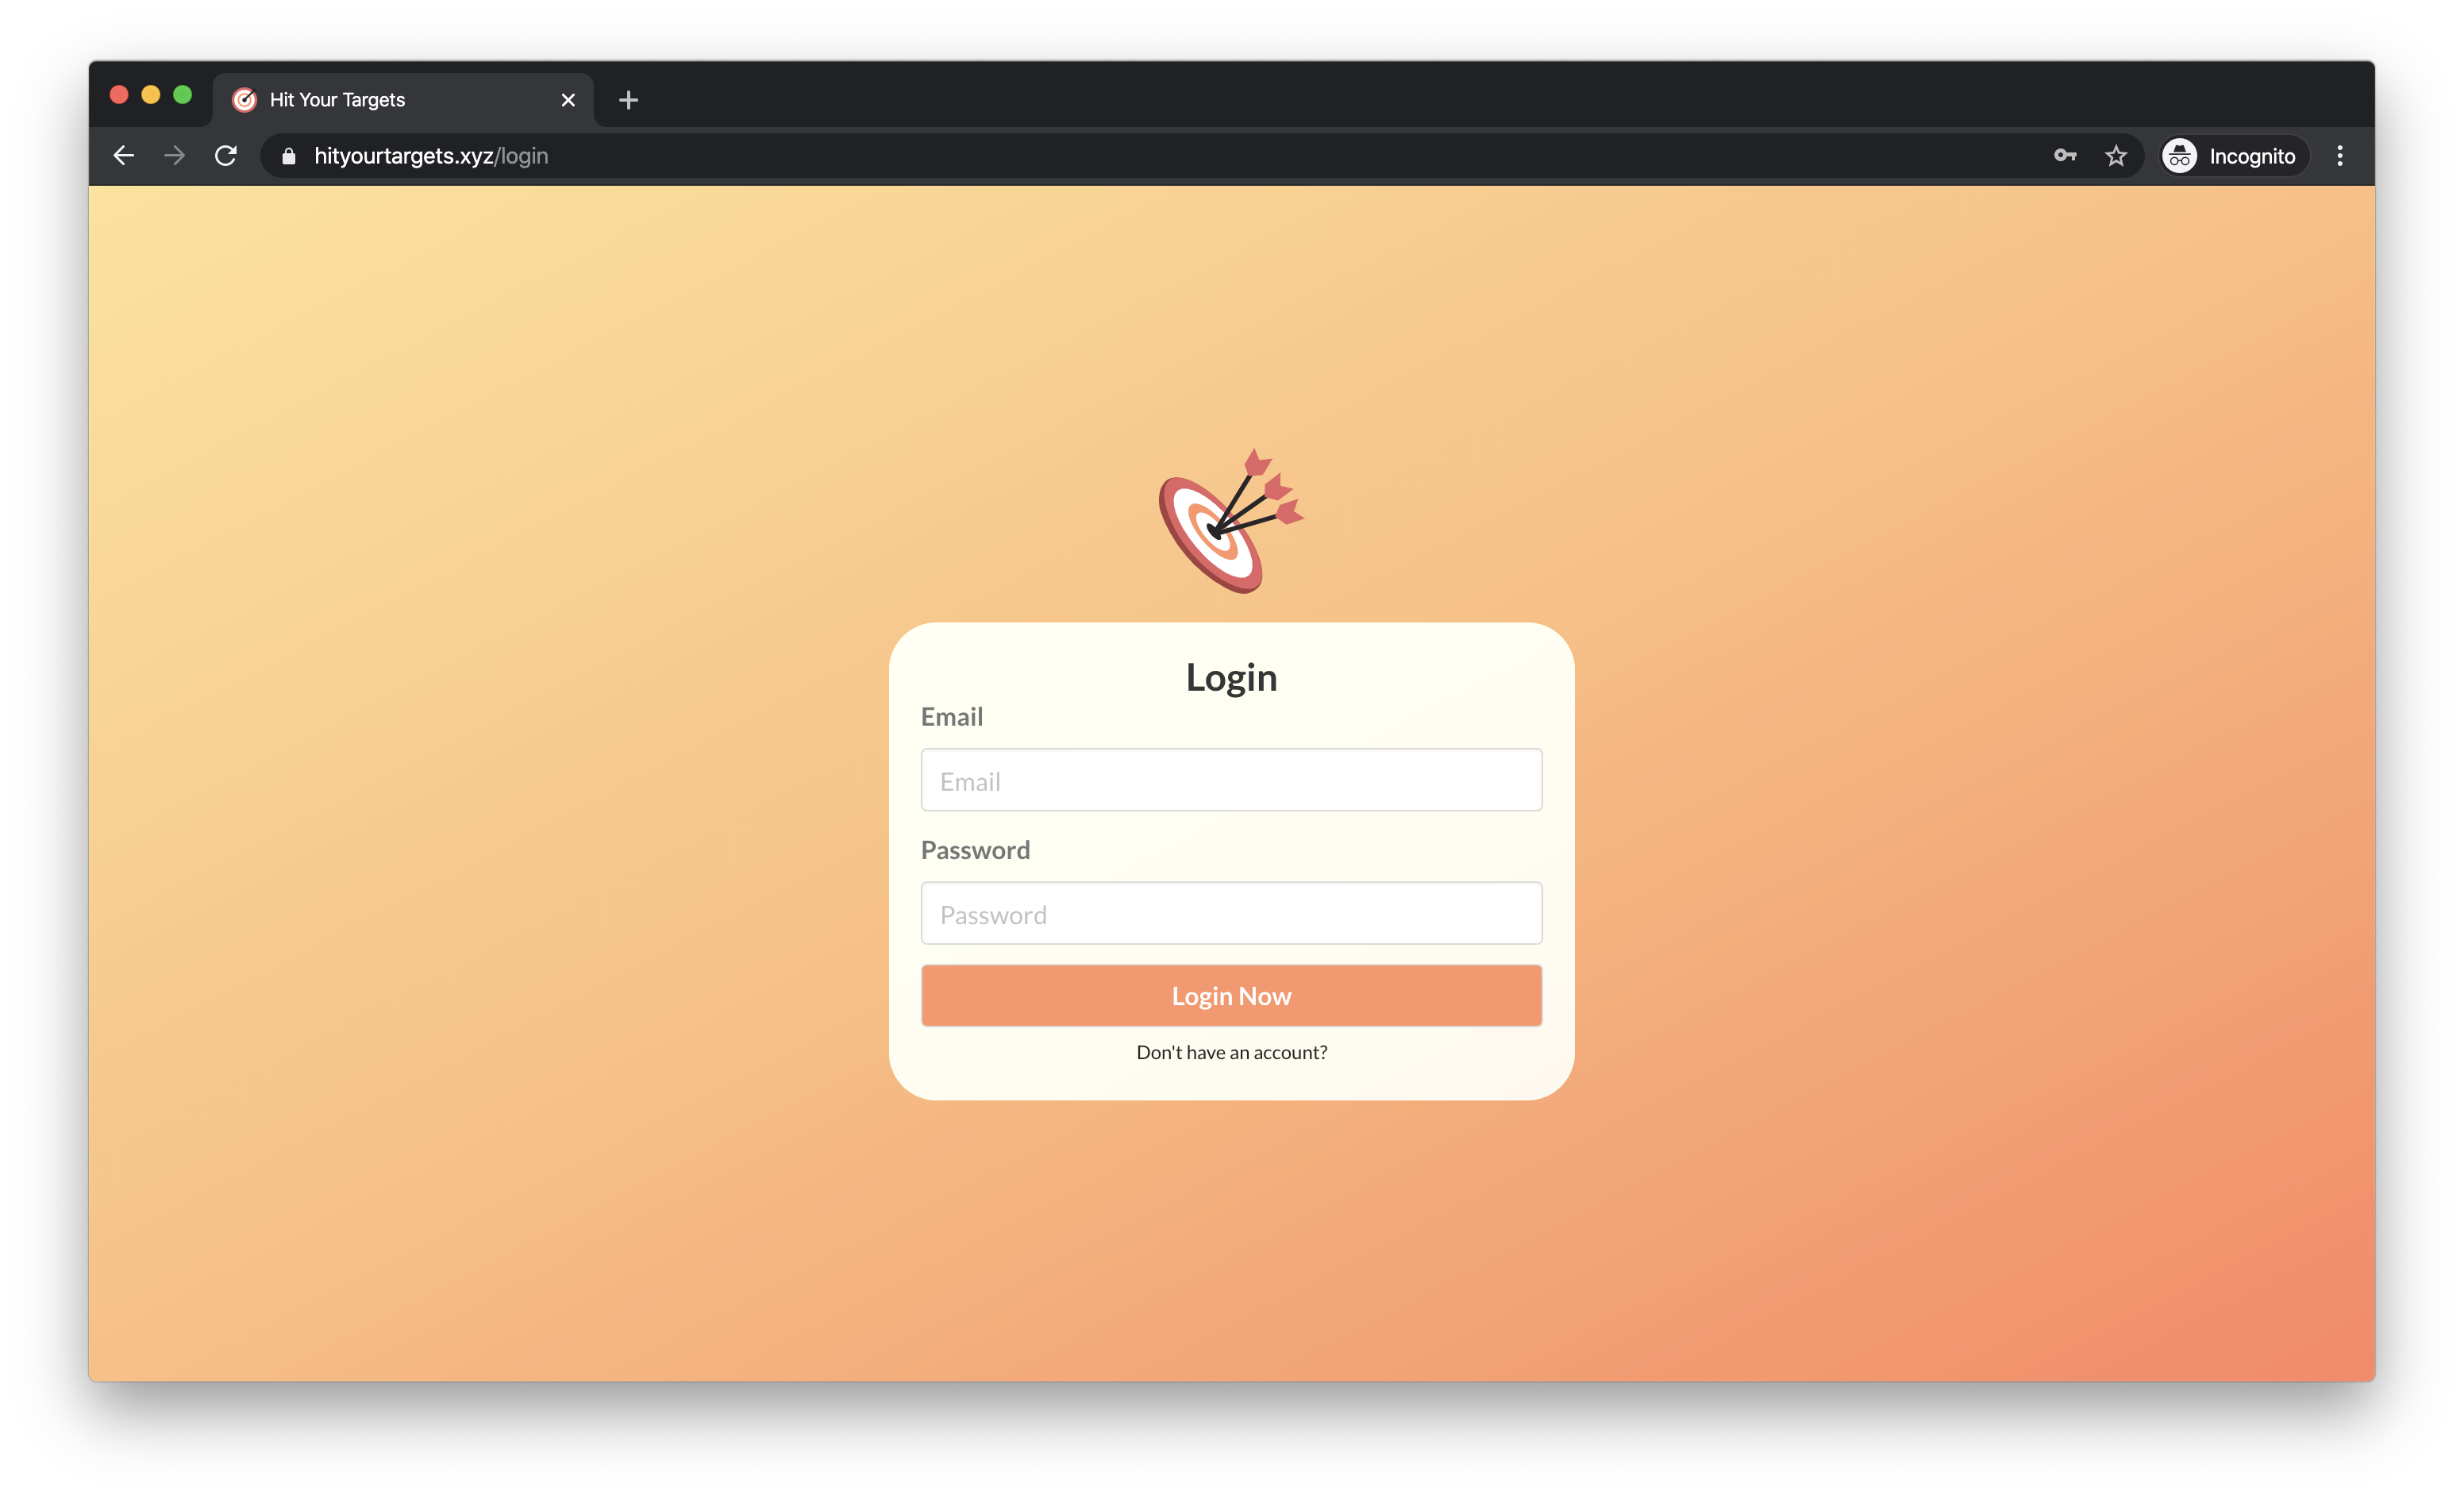 Hit Your Targets
hityourtargets.xyz/login
Incognito
Login
Email
Email
Password
Password
Login Now
Don't have an account?